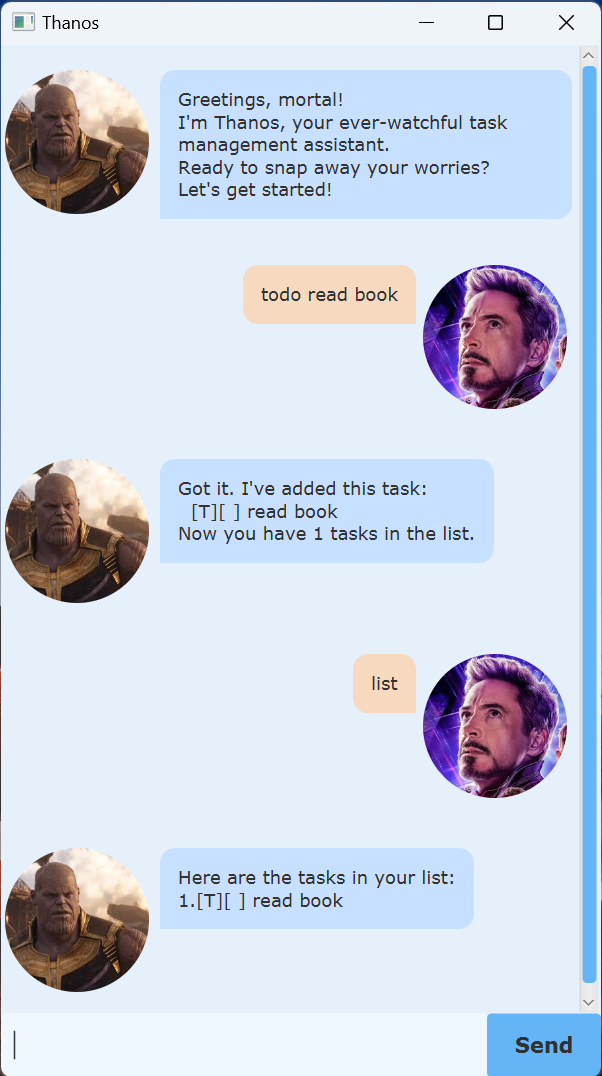 Thanos
Greetings, mortal!
I'm Thanos, your ever-watchful task
management assistant.
Ready to snap away your worries?
Let's get started!
todo read book
Got it. I've added this task:
  [T][ ] read book
Now you have 1 tasks in the list.
list
Here are the tasks in your list:
1.[T][ ] read book
Send